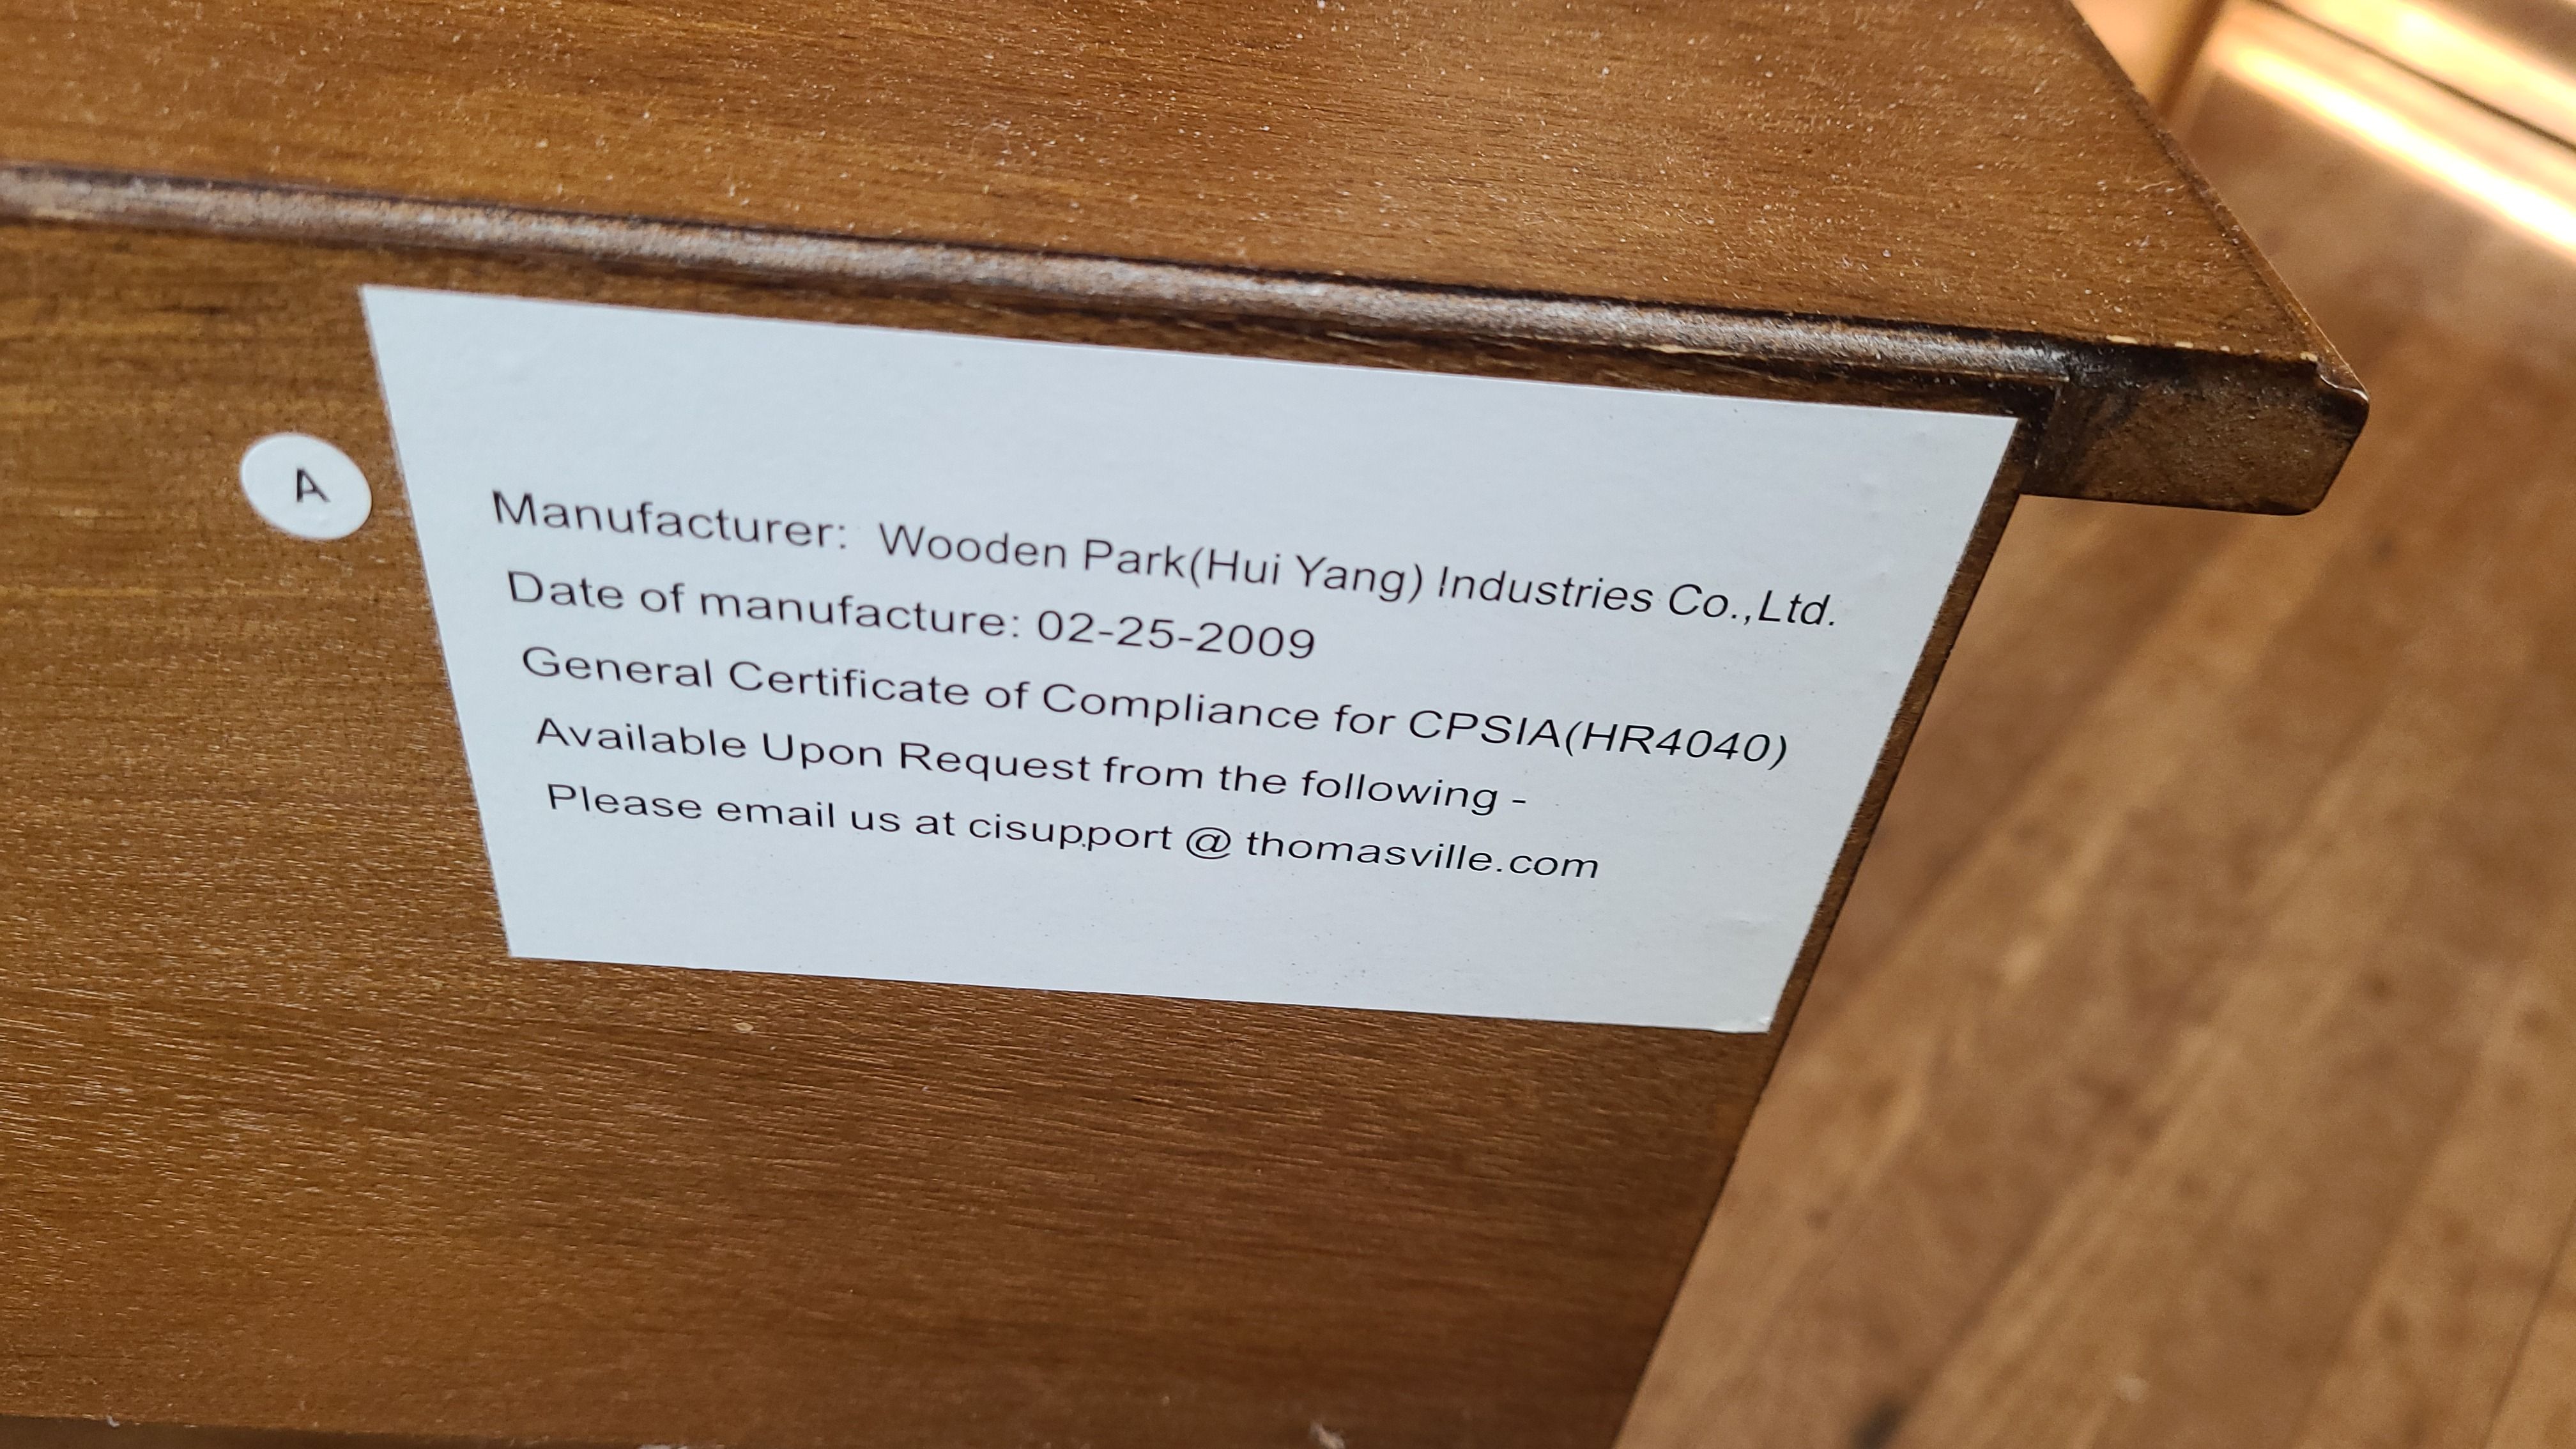 A
Manufacturer: Wooden Park(Hui Yang) Industries Co.,Ltd.
Date of manufacture: 02-25-2009
General Certificate of Compliance for CPSIA(HR4040)
Available Upon Request from the following -
Please email us at cisupport @ thomasville.com